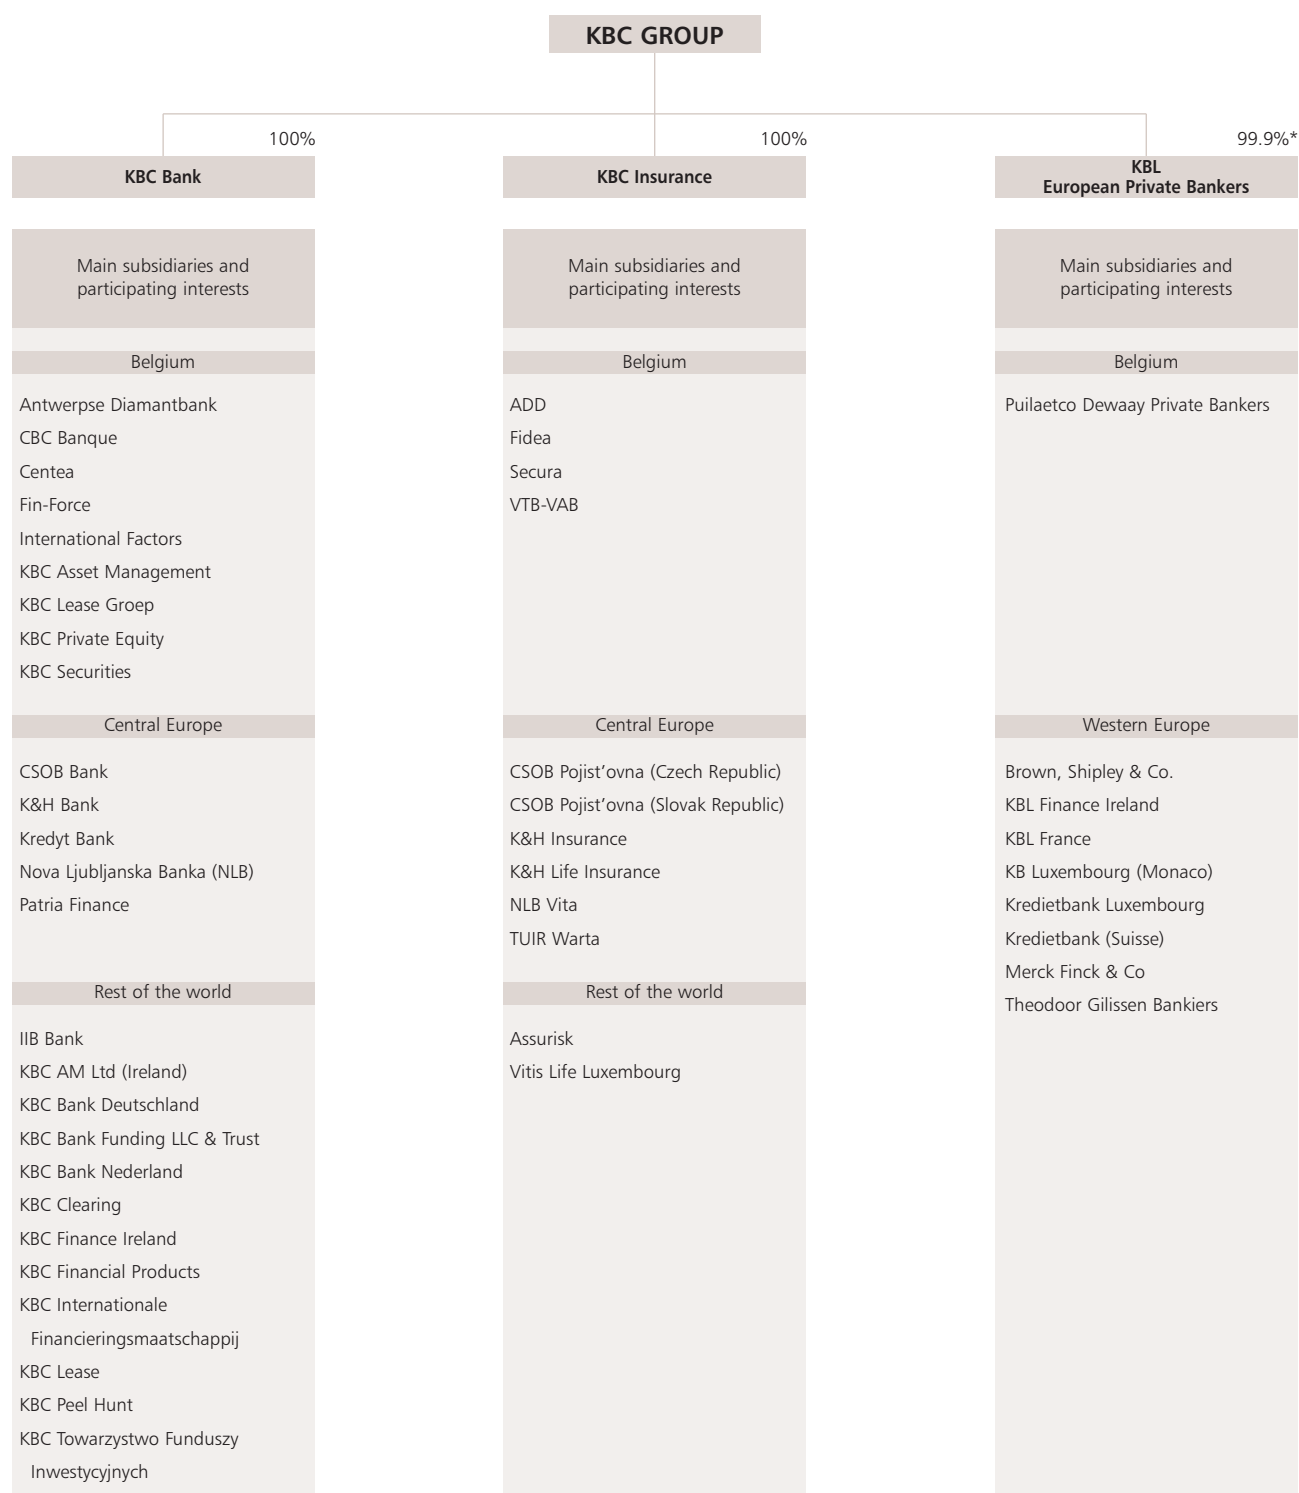 KBC GROUP
100%
KBC Bank
Main subsidiaries and
participating interests
Belgium
Antwerpse Diamantbank
CBC Banque
Centea
Fin-Force
International Factors
KBC Asset Management
KBC Lease Groep
KBC Private Equity
KBC Securities
Central Europe
CSOB Bank
K&H Bank
Kredyt Bank
Nova Ljubljanska Banka (NLB)
Patria Finance
Rest of the world
IIB Bank
KBC AM Ltd (Ireland)
KBC Bank Deutschland
KBC Bank Funding LLC & Trust
KBC Bank Nederland
KBC Clearing
KBC Finance Ireland
KBC Financial Products
KBC Internationale
Financieringsmaatschappij
KBC Lease
KBC Peel Hunt
KBC Towarzystwo Funduszy
Inwestycyjnych
100%
KBC Insurance
Main subsidiaries and
participating interests
Belgium
ADD
Fidea
Secura
VTB-VAB
Central Europe
CSOB Pojist’ovna (Czech Republic)
CSOB Pojist’ovna (Slovak Republic)
K&H Insurance
K&H Life Insurance
NLB Vita
TUIR Warta
Rest of the world
Assurisk
Vitis Life Luxembourg
99.9%*
KBL
European Private Bankers
Main subsidiaries and
participating interests
Belgium
Puilaetco Dewaay Private Bankers
Western Europe
Brown, Shipley & Co.
KBL Finance Ireland
KBL France
KB Luxembourg (Monaco)
Kredietbank Luxembourg
Kredietbank (Suisse)
Merck Finck & Co
Theodoor Gilissen Bankiers